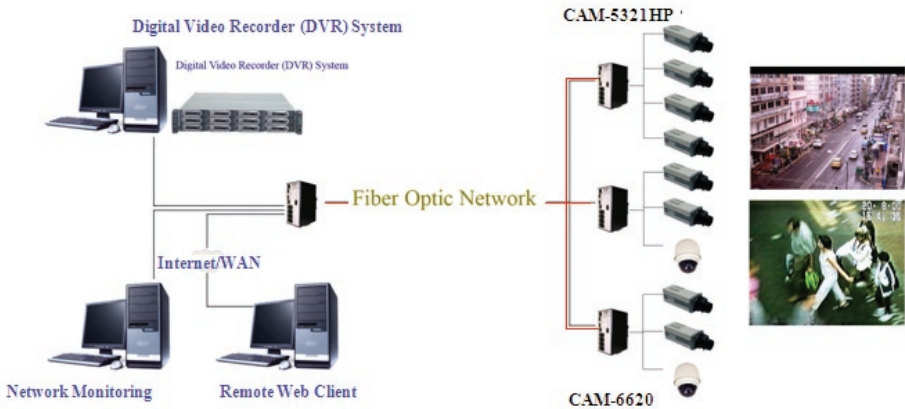 CAM-5321HP
Digital Video Recorder (DVR) System
Digital Video Recorder (DVR) System
Fiber Optic Network
Internet/WAN
Network Monitoring
Remote Web Client
CAM-6620